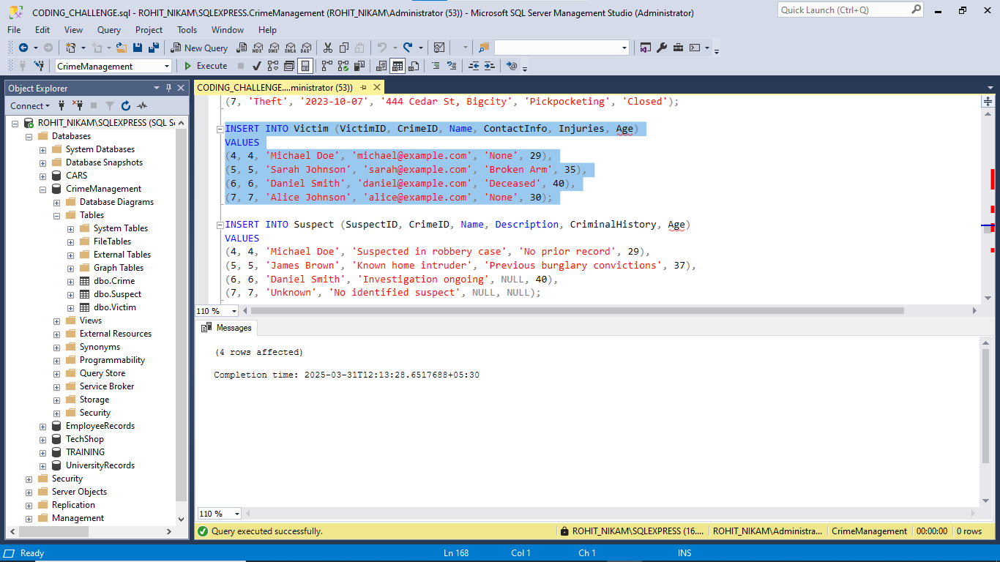 CODING_CHALLENGE.sql - ROHIT_NIKAM\SQLEXPRESS.CrimeManagement (ROHIT_NIKAM\Administrator (53)) - Microsoft SQL Server Management Studio (Administrator)
Quick Launch (Ctrl+Q)
File Edit View Query Project Tools Window Help
New Query
MDX DMX XMLA DAX
CrimeManagement
Execute
Object Explorer
Connect
ROHIT_NIKAM\SQLEXPRESS (SQL S
Databases
System Databases
Database Snapshots
CARS
CrimeManagement
Database Diagrams
Tables
System Tables
FileTables
External Tables
Graph Tables
dbo.Crime
dbo.Suspect
dbo.Victim
Views
External Resources
Synonyms
Programmability
Query Store
Service Broker
Storage
Security
EmployeeRecords
TechShop
TRAINING
UniversityRecords
Security
Server Objects
Replication
Management
CODING_CHALLENGE....ministrator (53))
(7, 'Theft', '2023-10-07', '444 Cedar St, Bigcity', 'Pickpocketing', 'Closed');
INSERT INTO Victim (VictimID, CrimeID, Name, ContactInfo, Injuries, Age)
VALUES
(4, 4, 'Michael Doe', 'michael@example.com', 'None', 29),
(5, 5, 'Sarah Johnson', 'sarah@example.com', 'Broken Arm', 35),
(6, 6, 'Daniel Smith', 'daniel@example.com', 'Deceased', 40),
(7, 7, 'Alice Johnson', 'alice@example.com', 'None', 30);
INSERT INTO Suspect (SuspectID, CrimeID, Name, Description, CriminalHistory, Age)
VALUES
(4, 4, 'Michael Doe', 'Suspected in robbery case', 'No prior record', 29),
(5, 5, 'James Brown', 'Known home intruder', 'Previous burglary convictions', 37),
(6, 6, 'Daniel Smith', 'Investigation ongoing', NULL, 40),
(7, 7, 'Unknown', 'No identified suspect', NULL, NULL);
110 %
Messages
(4 rows affected)
Completion time: 2025-03-31T12:13:28.6517688+05:30
110 %
Query executed successfully.
ROHIT_NIKAM\SQLEXPRESS (16....
ROHIT_NIKAM\Administra...
CrimeManagement
00:00:00
0 rows
Ready
Ln 168
Col 1
Ch 1
INS